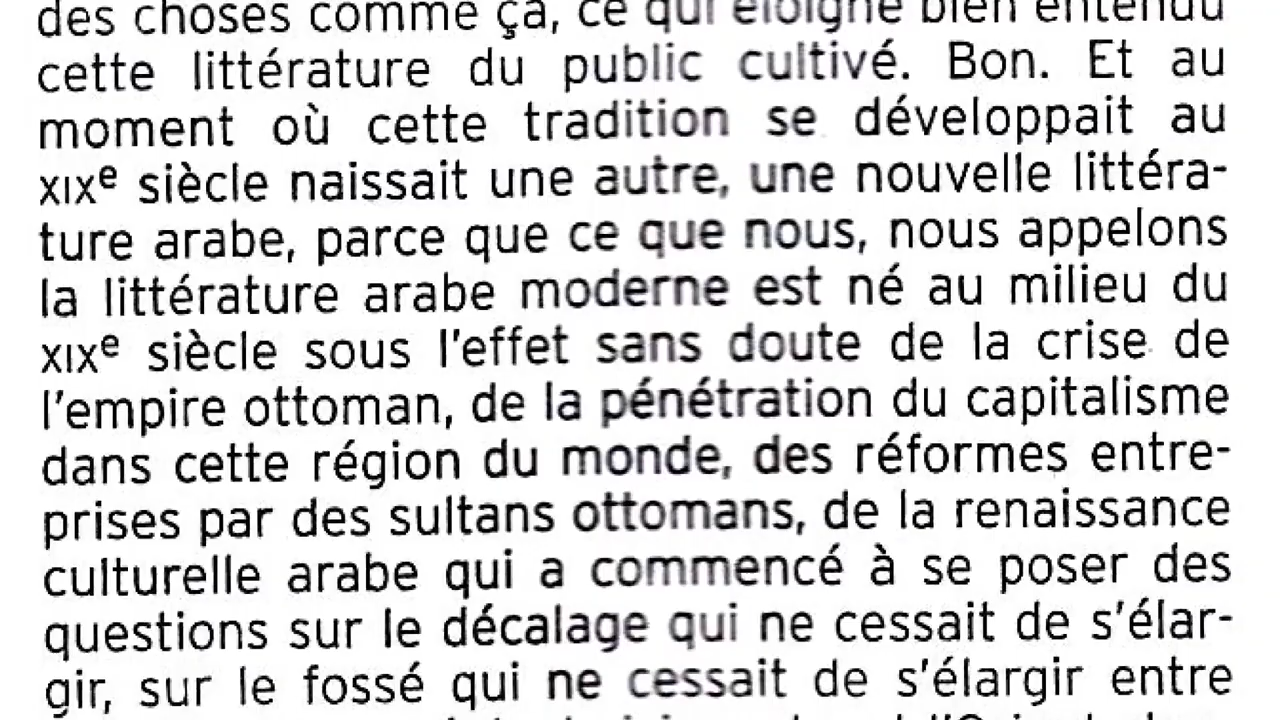 des choses comme ça, ce qui éloigne bien entendu
cette littérature du public cultivé. Bon. Et au
moment où cette tradition se développait au
XIXe siècle naissait une autre, une nouvelle littéra-
ture arabe, parce que ce que nous, nous appelons
la littérature arabe moderne est né au milieu du
XIXe siècle sous l'effet sans doute de la crise de
l'empire ottoman, de la pénétration du capitalisme
dans cette région du monde, des réformes entre-
prises par des sultans ottomans, de la renaissance
culturelle arabe qui a commencé à se poser des
questions sur le décalage qui ne cessait de s'élar-
gir, sur le fossé qui ne cessait de s'élargir entre